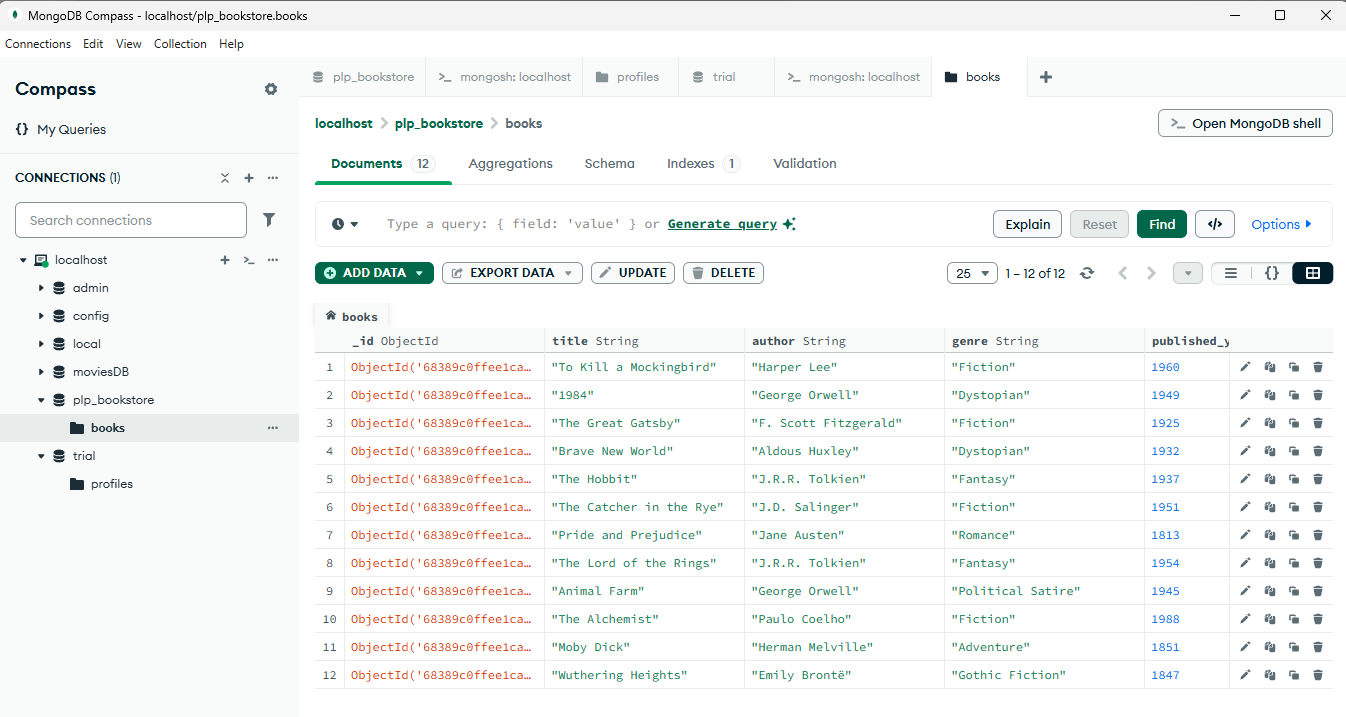 MongoDB Compass - localhost/plp_bookstore.books
Connections Edit View Collection Help
Compass
My Queries
CONNECTIONS (1)
Search connections
localhost
admin
config
local
moviesDB
plp_bookstore
books
trial
profiles
plp_bookstore >_ mongosh: localhost profiles trial >_ mongosh: localhost books
localhost > plp_bookstore > books
>_ Open MongoDB shell
Documents 12 Aggregations Schema Indexes 1 Validation
Type a query: { field: 'value' } or Generate query
Explain Reset Find </> Options
ADD DATA EXPORT DATA UPDATE DELETE
25 1 – 12 of 12 {}
books
_id ObjectId title String author String genre String published_y
1 ObjectId('68389c0ffee1ca… "To Kill a Mockingbird" "Harper Lee" "Fiction" 1960
2 ObjectId('68389c0ffee1ca… "1984" "George Orwell" "Dystopian" 1949
3 ObjectId('68389c0ffee1ca… "The Great Gatsby" "F. Scott Fitzgerald" "Fiction" 1925
4 ObjectId('68389c0ffee1ca… "Brave New World" "Aldous Huxley" "Dystopian" 1932
5 ObjectId('68389c0ffee1ca… "The Hobbit" "J.R.R. Tolkien" "Fantasy" 1937
6 ObjectId('68389c0ffee1ca… "The Catcher in the Rye" "J.D. Salinger" "Fiction" 1951
7 ObjectId('68389c0ffee1ca… "Pride and Prejudice" "Jane Austen" "Romance" 1813
8 ObjectId('68389c0ffee1ca… "The Lord of the Rings" "J.R.R. Tolkien" "Fantasy" 1954
9 ObjectId('68389c0ffee1ca… "Animal Farm" "George Orwell" "Political Satire" 1945
10 ObjectId('68389c0ffee1ca… "The Alchemist" "Paulo Coelho" "Fiction" 1988
11 ObjectId('68389c0ffee1ca… "Moby Dick" "Herman Melville" "Adventure" 1851
12 ObjectId('68389c0ffee1ca… "Wuthering Heights" "Emily Brontë" "Gothic Fiction" 1847